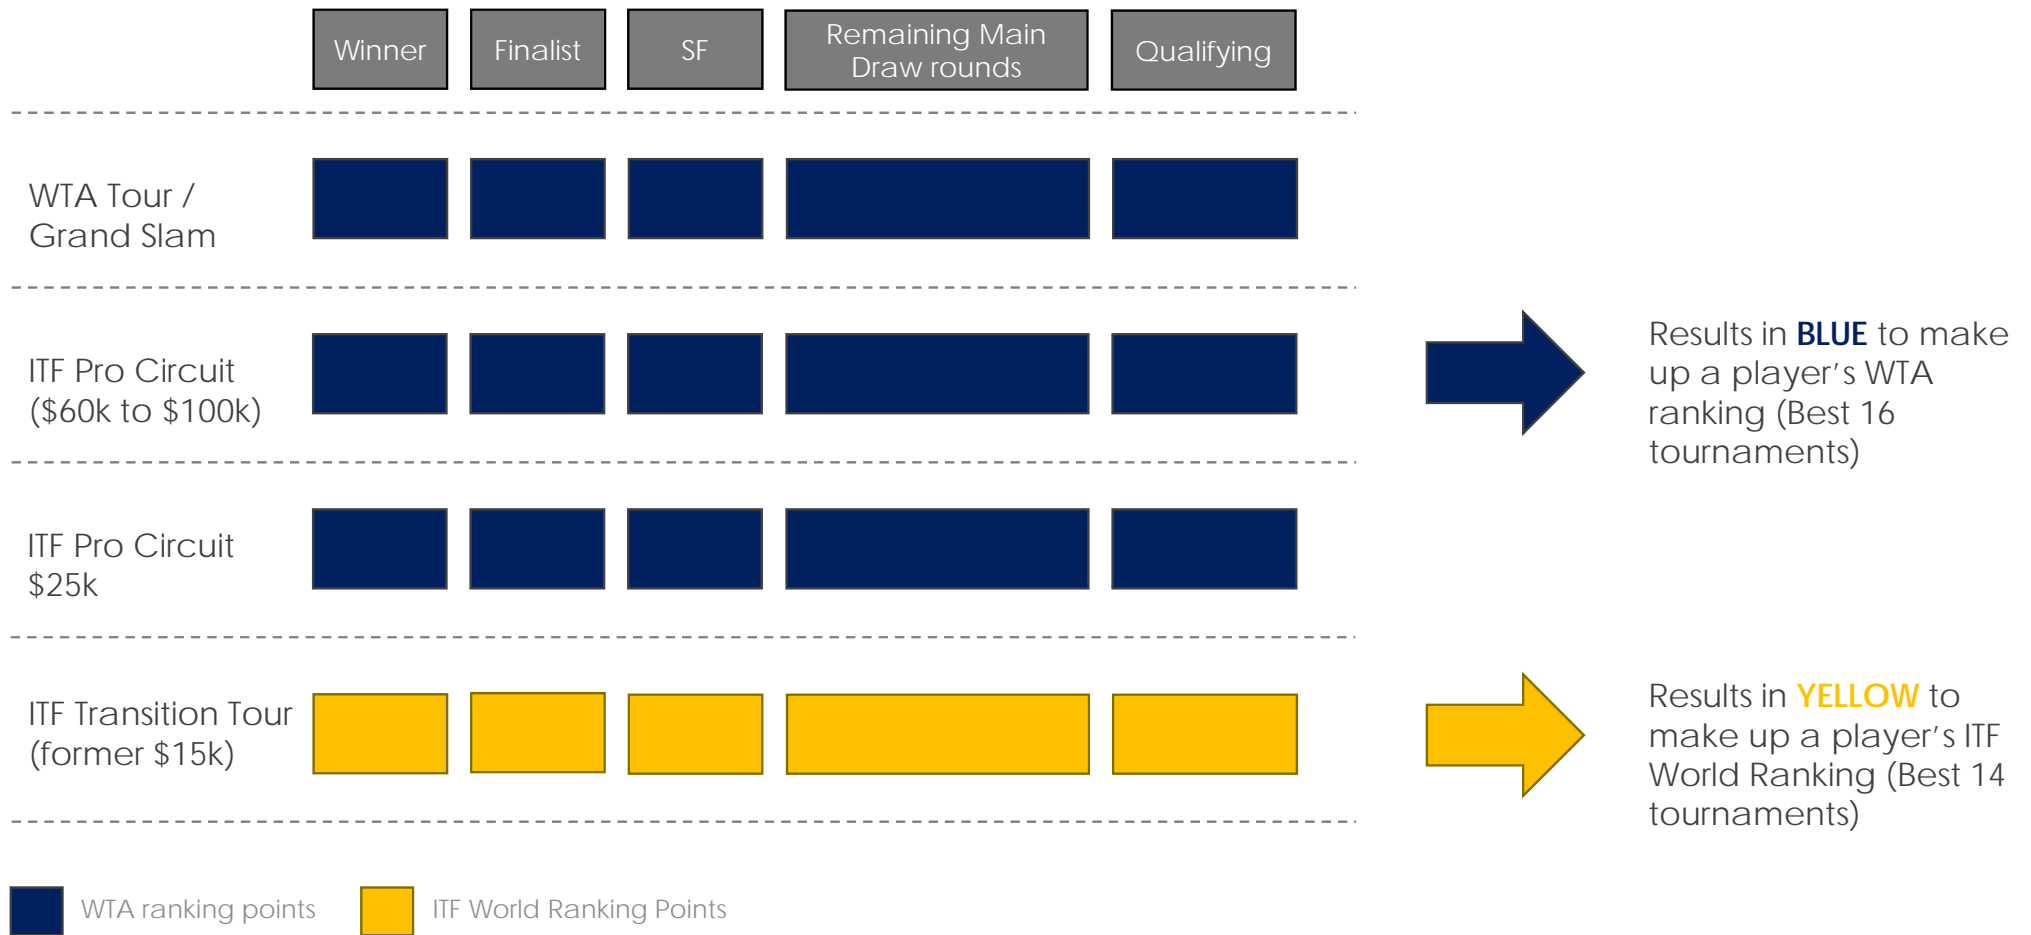 Winner
Finalist
SF
Remaining Main
Draw rounds
Qualifying
WTA Tour /
Grand Slam
ITF Pro Circuit
($60k to $100k)
Results in BLUE to make
up a player's WTA
ranking (Best 16
tournaments)
ITF Pro Circuit
$25k
ITF Transition Tour
(former $15k)
Results in YELLOW to
make up a player's ITF
World Ranking (Best 14
tournaments)
WTA ranking points
ITF World Ranking Points